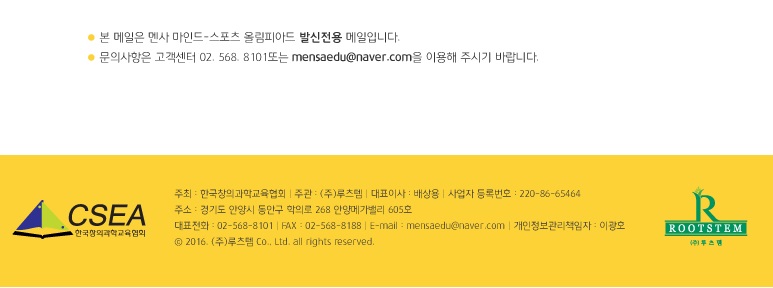 본 메일은 멘사 마인드-스포츠 올림피아드 발신전용 메일입니다.
문의사항은 고객센터 02. 568. 8101또는 mensaedu@naver.com을 이용해 주시기 바랍니다.
CSEA
한국창의과학교육협회
주최 : 한국창의과학교육협회 | 주관 : (주)루츠템 | 대표이사 : 배상용 | 사업자 등록번호 : 220-86-65464
주소 : 경기도 안양시 동안구 학의로 268 안양메가밸리 605호
대표전화 : 02-568-8101 | FAX : 02-568-8188 | E-mail : mensaedu@naver.com | 개인정보관리책임자 : 이광호
© 2016. (주)루츠템 Co., Ltd. all rights reserved.
R
ROOTSTEM
(주)루츠템